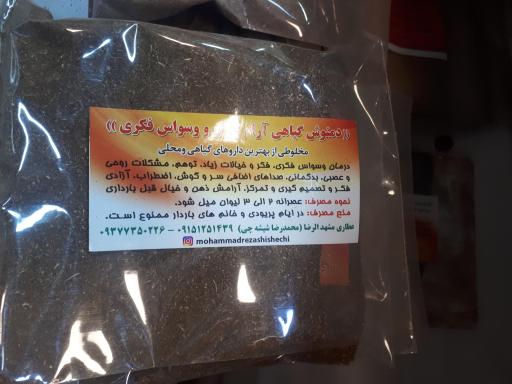 (( دمنوش گیاهی آرا و وسواس فکری ))
مخلوطی از بهترین داروهای گیاهی ومحلی
درمان وسواس فکری، فکر و خیالات زیاد، توهم، مشکلات روحی
و عصبی، بدگمانی، صداهای اضافی سر و گوش، اضطراب، آزادی
فکر و تصمیم گیری و تمرکز، آرامش ذهن و خیال قبل بارداری
نحوه مصرف: عصرانه ۲ الی ۳ لیوان میل شود.
منع مصرف: در ایام پریودی و خانم های باردار ممنوع است.
عطاری مشهد الرضا (محمدرضا شیشه چی) ۰۹۱۵۱۲۵۱۴۳۹ - ۰۹۳۷۷۳۵۰۲۲۶
mohammadrezashishechi